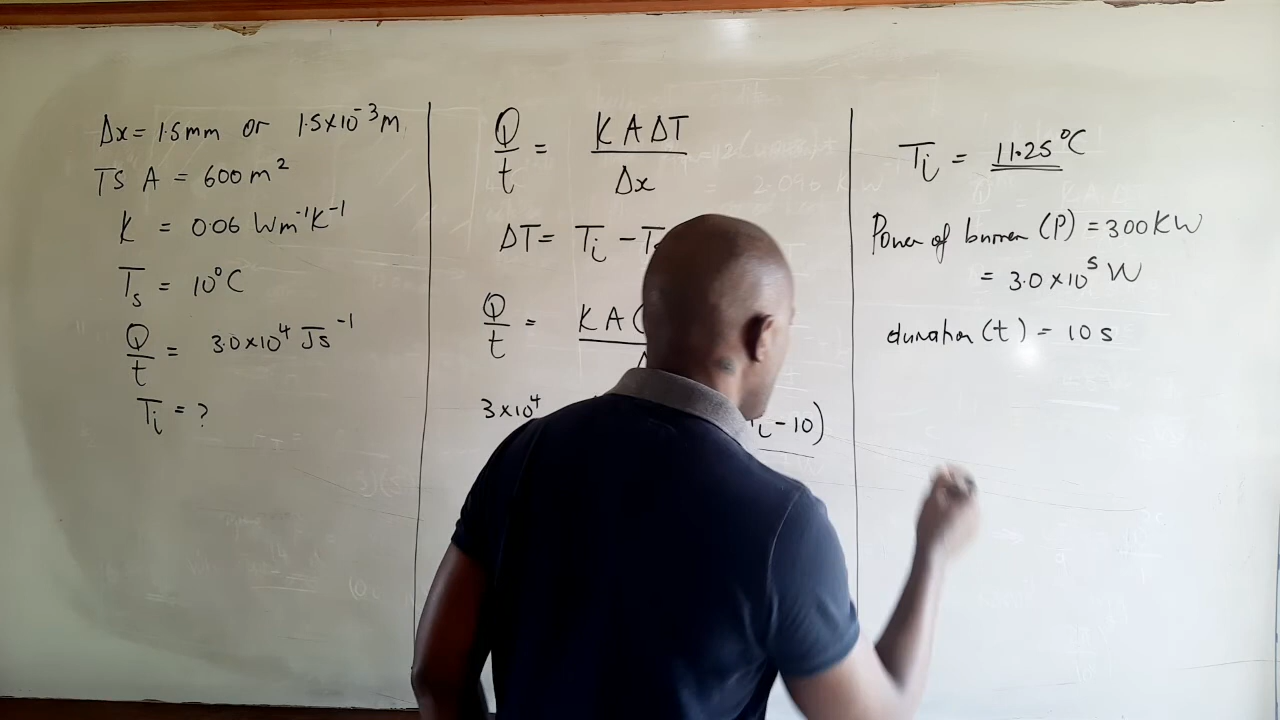 Δx = 1.5mm or 1.5×10⁻³m
TS A = 600 m²
K = 0.06 Wm⁻¹K⁻¹
Tₛ = 10°C
Q/t = 3.0×10⁴ Js⁻¹
Tᵢ = ?
Q/t = KAΔT/Δx
ΔT = Tᵢ - T
Q/t = KA(
3×10⁴
- 10)
Tᵢ = 11.25°C
Power of burner (P) = 300KW
= 3.0×10⁵ W
duration (t) = 10 s